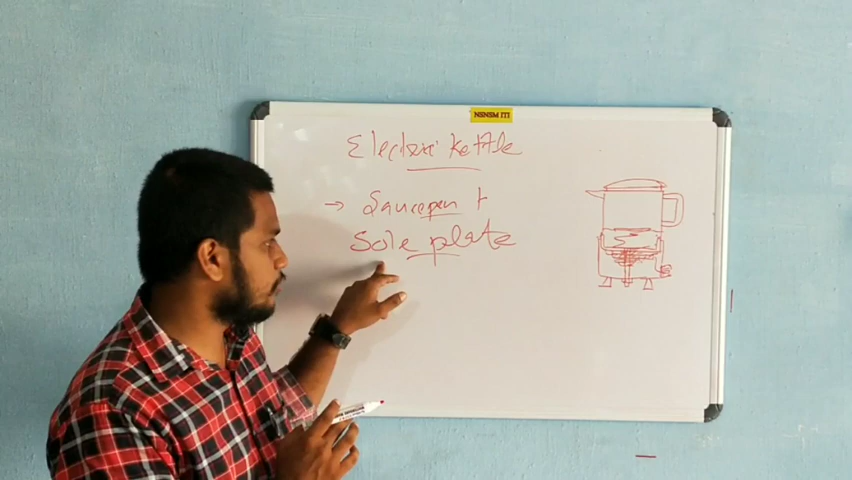 NSNSM ITI
Electric Kettle
→ Saucepan +
Sole plate